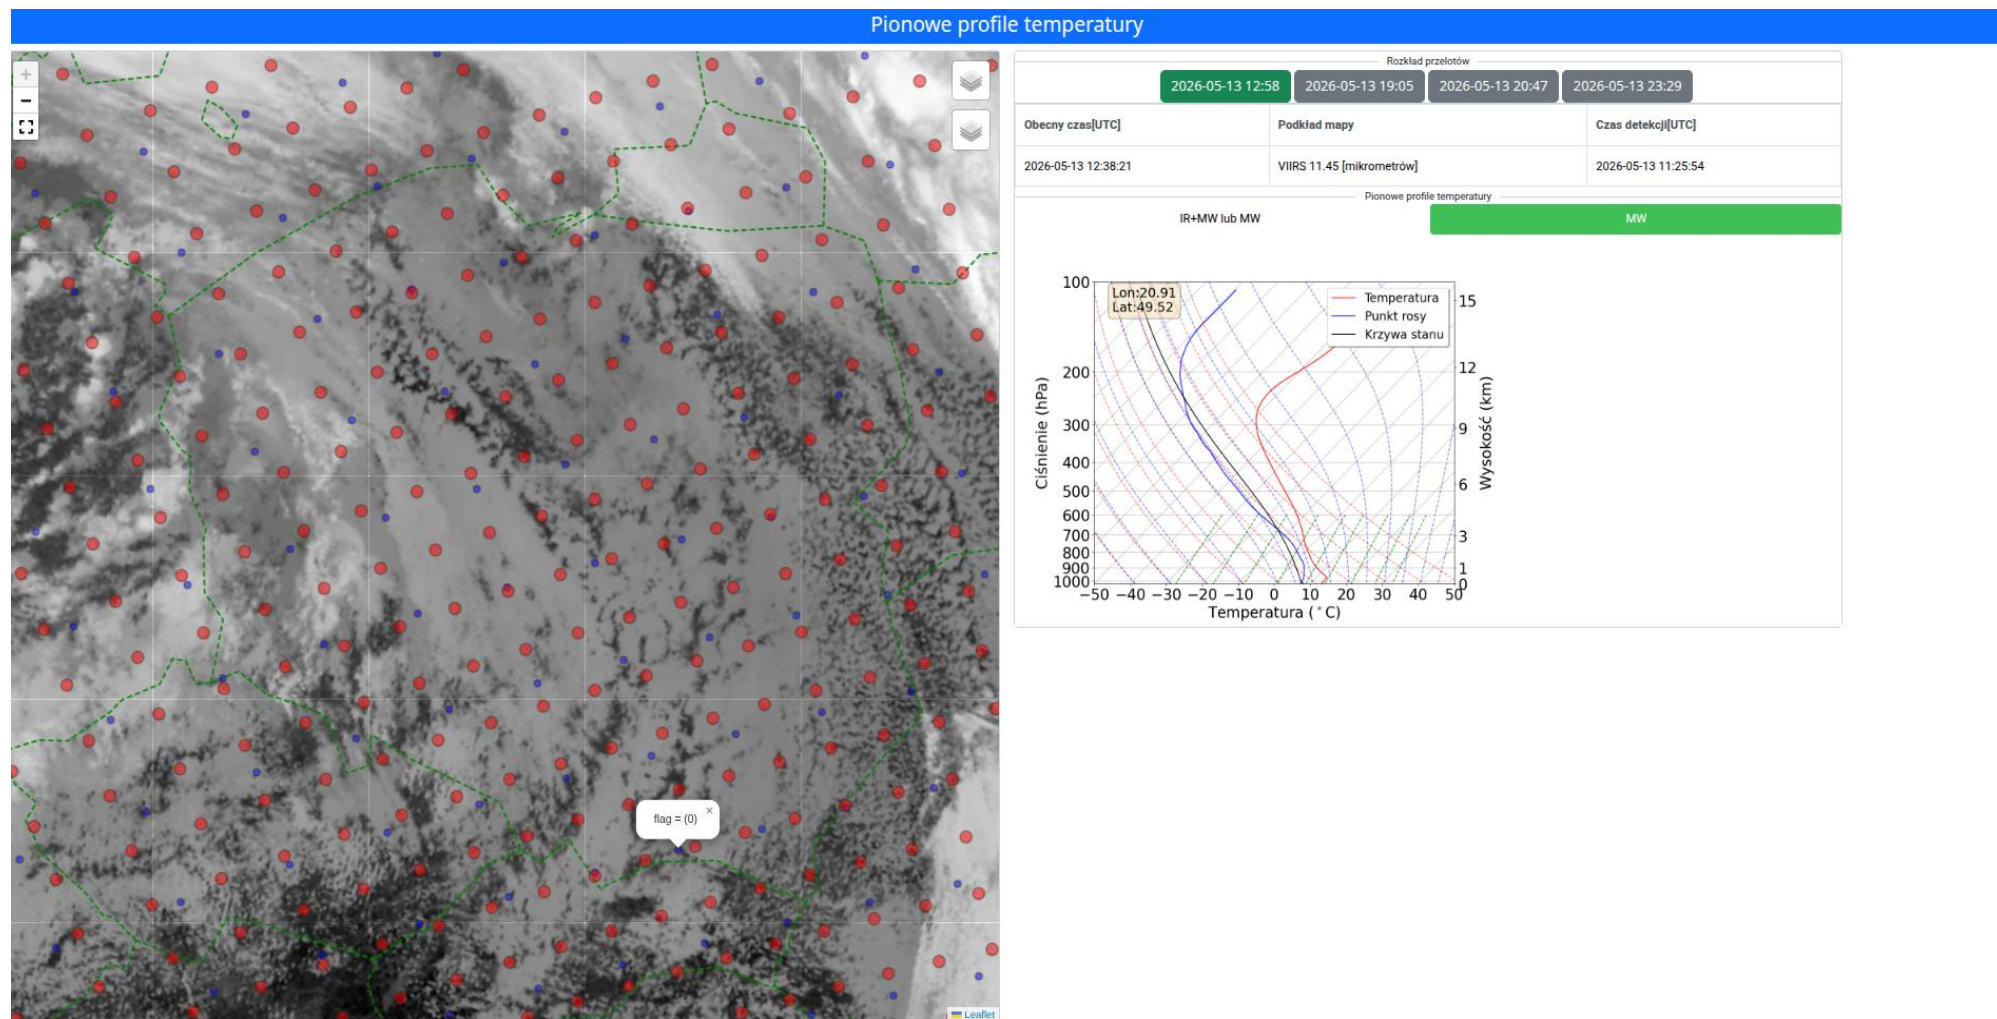 Pionowe profile temperatury
+
−
flag = (0)
×
Leaflet
Rozkład przelotów
2026-05-13 12:58 2026-05-13 19:05 2026-05-13 20:47 2026-05-13 23:29
Obecny czas[UTC] Podkład mapy Czas detekcji[UTC]
2026-05-13 12:38:21 VIIRS 11.45 [mikrometrów] 2026-05-13 11:25:54
Pionowe profile temperatury
IR+MW lub MW MW
Lon:20.91
Lat:49.52
Temperatura
Punkt rosy
Krzywa stanu
Ciśnienie (hPa)
100
200
300
400
500
600
700
800
900
1000
15
12
9
6
3
1
0
Wysokość (km)
−50 −40 −30 −20 −10 0 10 20 30 40 50
Temperatura (°C)